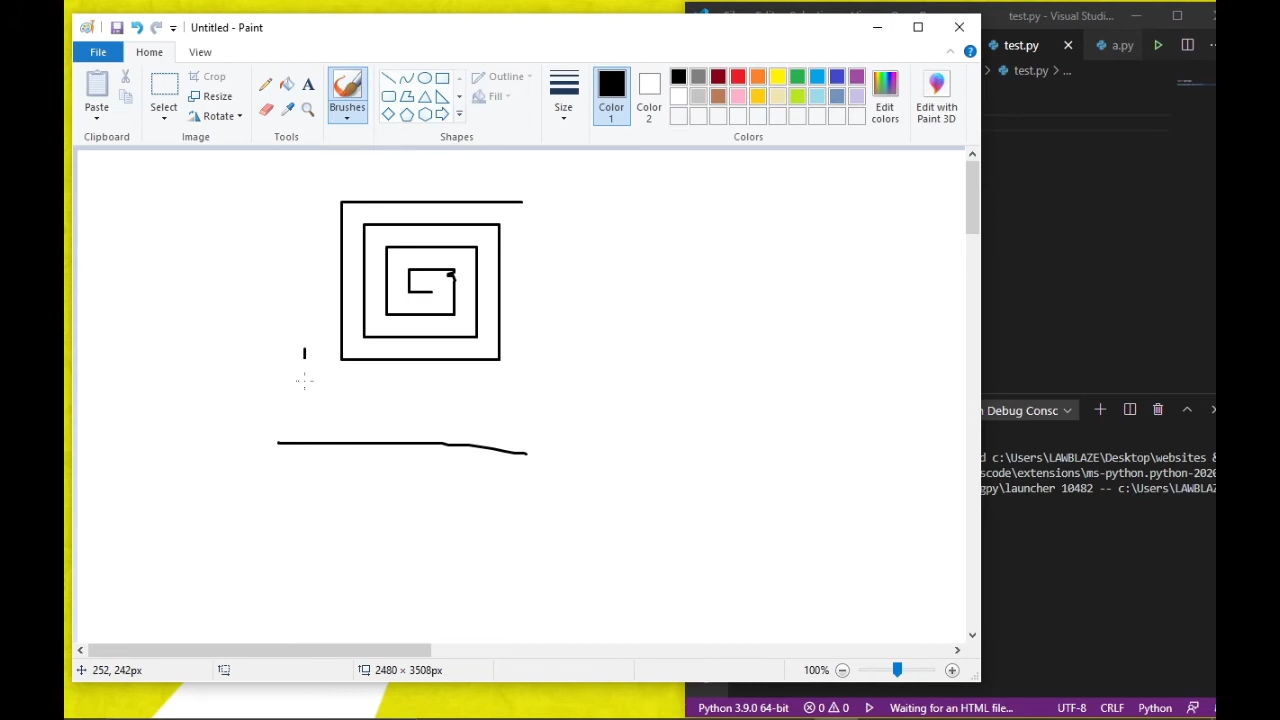 Untitled - Paint
test.py - Visual Studi...
File Home View
test.py a.py
test.py > ...
Paste
Select
Crop
Resize
Rotate
Brushes
Outline
Fill
Size
Color
1
Color
2
Edit
colors
Edit with
Paint 3D
Clipboard Image Tools Shapes Colors
Debug Consc
c:\Users\LAWBLAZE\Desktop\websites &
scode\extensions\ms-python.python-2020
gpy\launcher 10482 -- c:\Users\LAWBLAZ
252, 242px
2480 × 3508px
100%
Python 3.9.0 64-bit 0 0 Waiting for an HTML file... UTF-8 CRLF Python